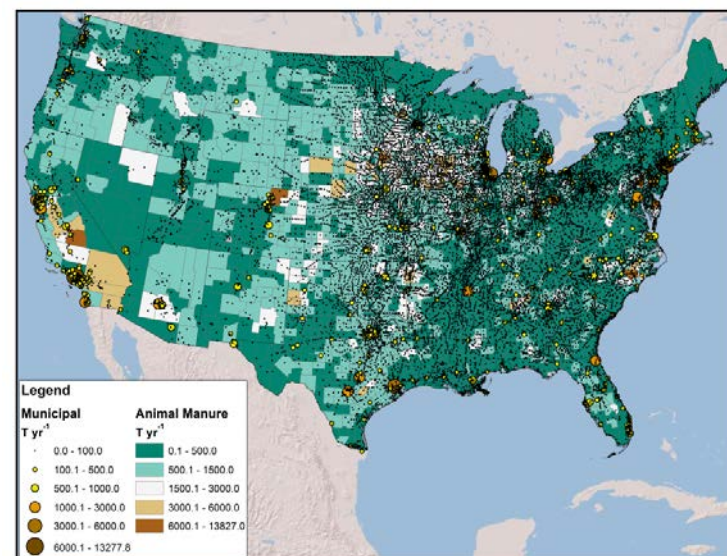 Legend
Municipal Animal Manure
T yr⁻¹ T yr⁻¹
0.0 - 100.0 0.1 - 500.0
100.1 - 500.0 500.1 - 1500.0
500.1 - 1000.0 1500.1 - 3000.0
1000.1 - 3000.0 3000.1 - 6000.0
3000.1 - 6000.0 6000.1 - 13827.0
6000.1 - 13277.8